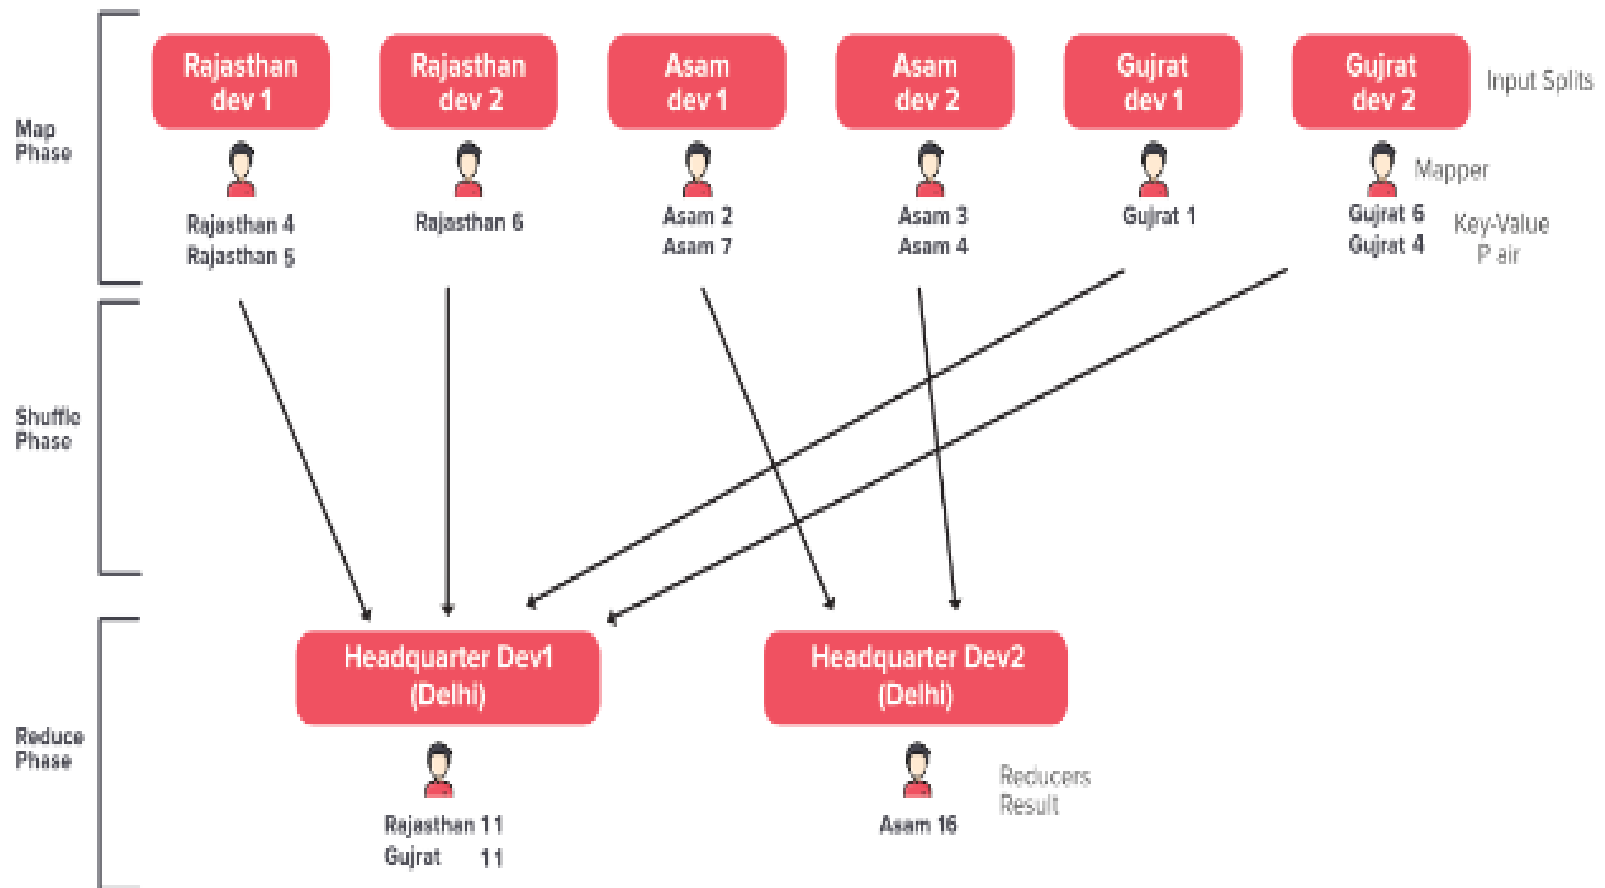 Rajasthan
dev 1
Rajasthan
dev 2
Asam
dev 1
Asam
dev 2
Gujrat
dev 1
Gujrat
dev 2
Input Splits
Map
Phase
Mapper
Rajasthan 4
Rajasthan 5
Rajasthan 6
Asam 2
Asam 7
Asam 3
Asam 4
Gujrat 1
Gujrat 6
Gujrat 4
Key-Value
P air
Shuffle
Phase
Headquarter Dev1
(Delhi)
Headquarter Dev2
(Delhi)
Reduce
Phase
Reducers
Result
Rajasthan 11
Gujrat 11
Asam 16